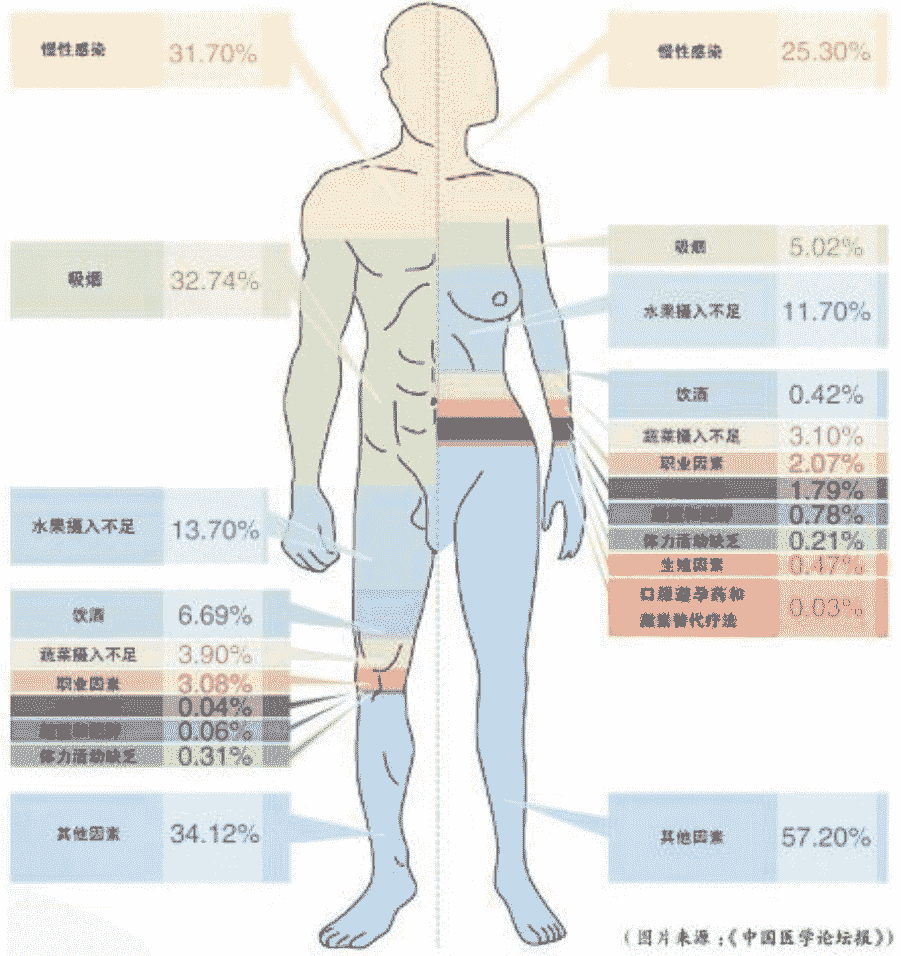 慢性感染 31.70%
吸烟 32.74%
水果摄入不足 13.70%
饮酒 6.69%
蔬菜摄入不足 3.90%
职业因素 3.08%
0.04%
0.06%
体力活动缺乏 0.31%
其他因素 34.12%
慢性感染 25.30%
吸烟 5.02%
水果摄入不足 11.70%
饮酒 0.42%
蔬菜摄入不足 3.10%
职业因素 2.07%
1.79%
0.78%
体力活动缺乏 0.21%
生殖因素 0.47%
口服避孕药和
激素替代疗法 0.03%
其他因素 57.20%
(图片来源:《中国医学论坛报》)